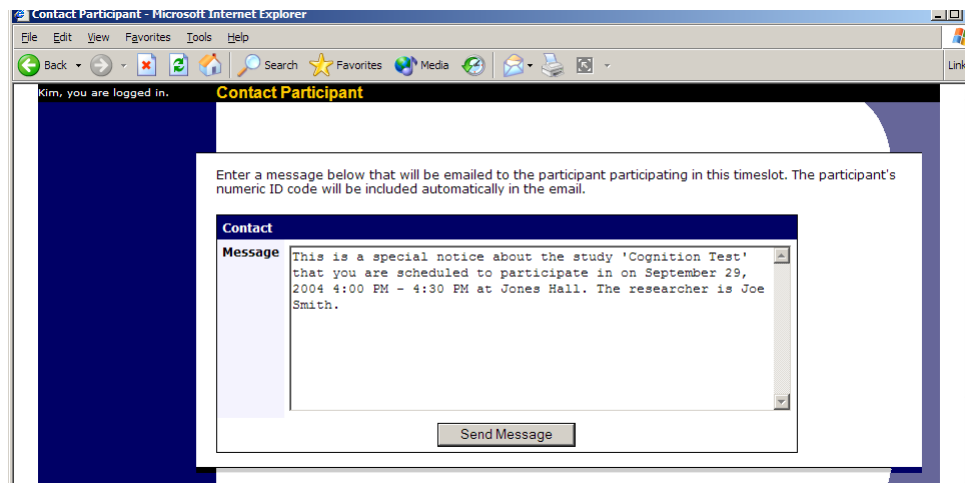 Contact Participant - Microsoft Internet Explorer
File Edit View Favorites Tools Help
Back Search Favorites Media Link
Kim, you are logged in. Contact Participant
Enter a message below that will be emailed to the participant participating in this timeslot. The participant's
numeric ID code will be included automatically in the email.
Contact
Message
This is a special notice about the study 'Cognition Test'
that you are scheduled to participate in on September 29,
2004 4:00 PM - 4:30 PM at Jones Hall. The researcher is Joe
Smith.
Send Message